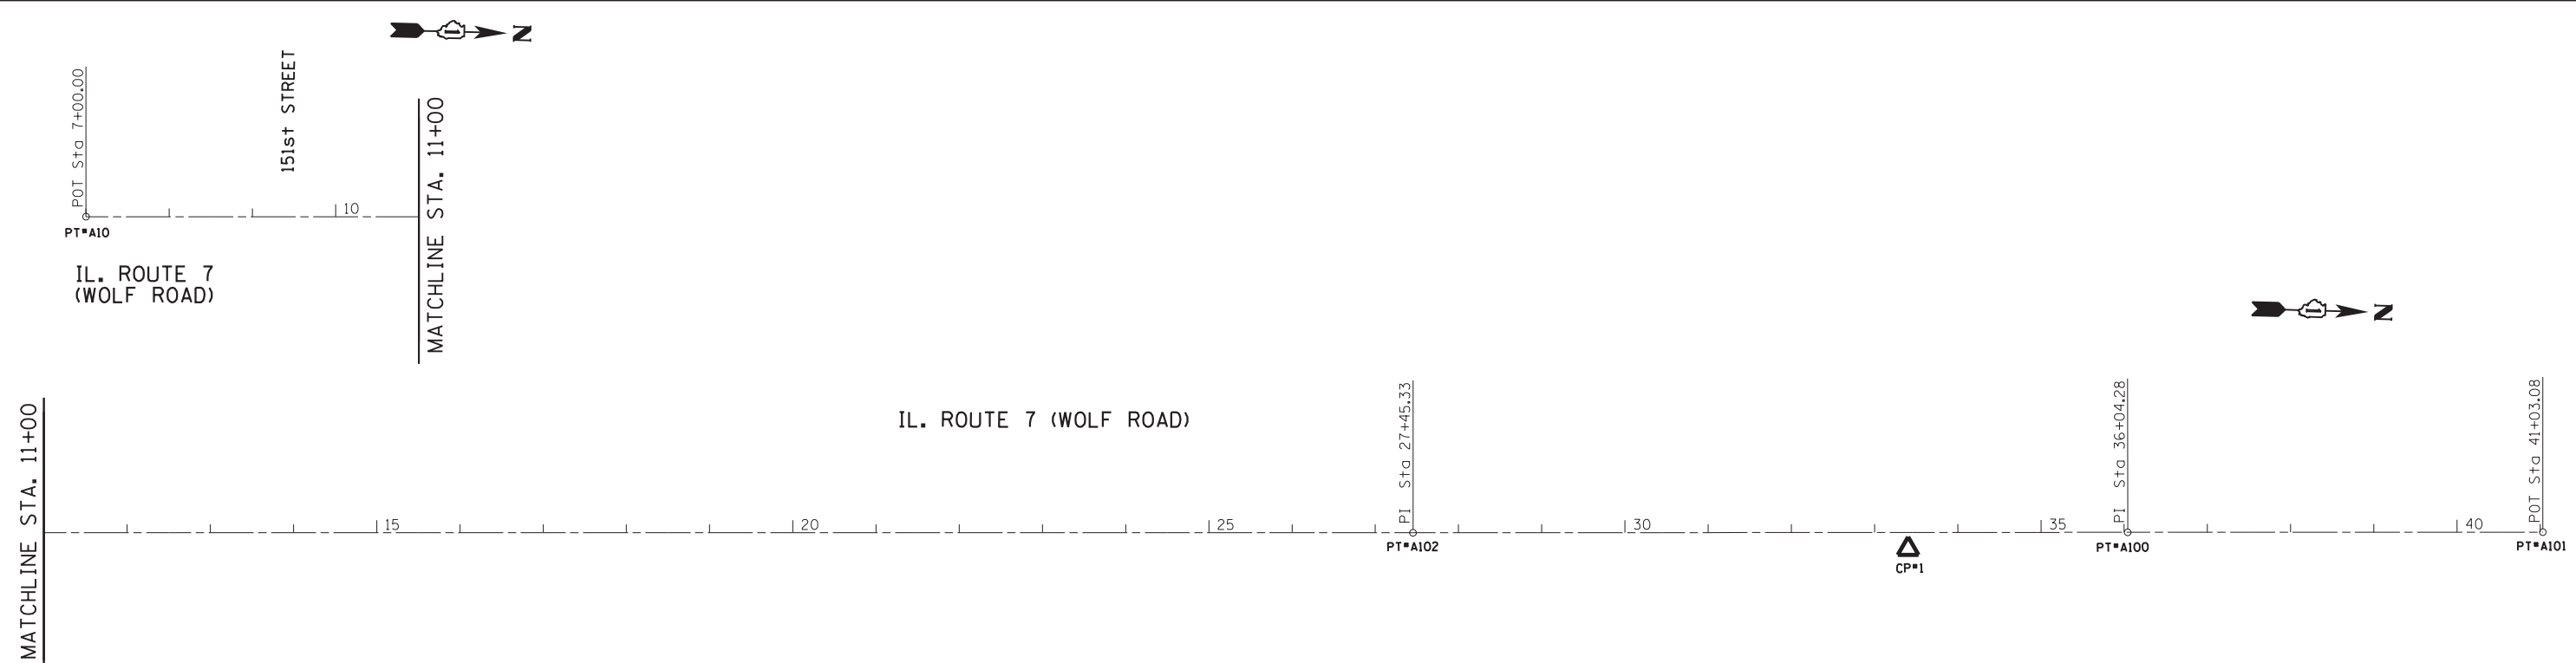 N
POT Sta 7+00.00
151st STREET
MATCHLINE STA. 11+00
10
PT#A10
IL. ROUTE 7
(WOLF ROAD)
N
MATCHLINE STA. 11+00
IL. ROUTE 7 (WOLF ROAD)
PI Sta 27+45.33
PI Sta 36+04.28
POT Sta 41+03.08
15
20
25
30
35
40
PT#A102
CP#1
PT#A100
PT#A101